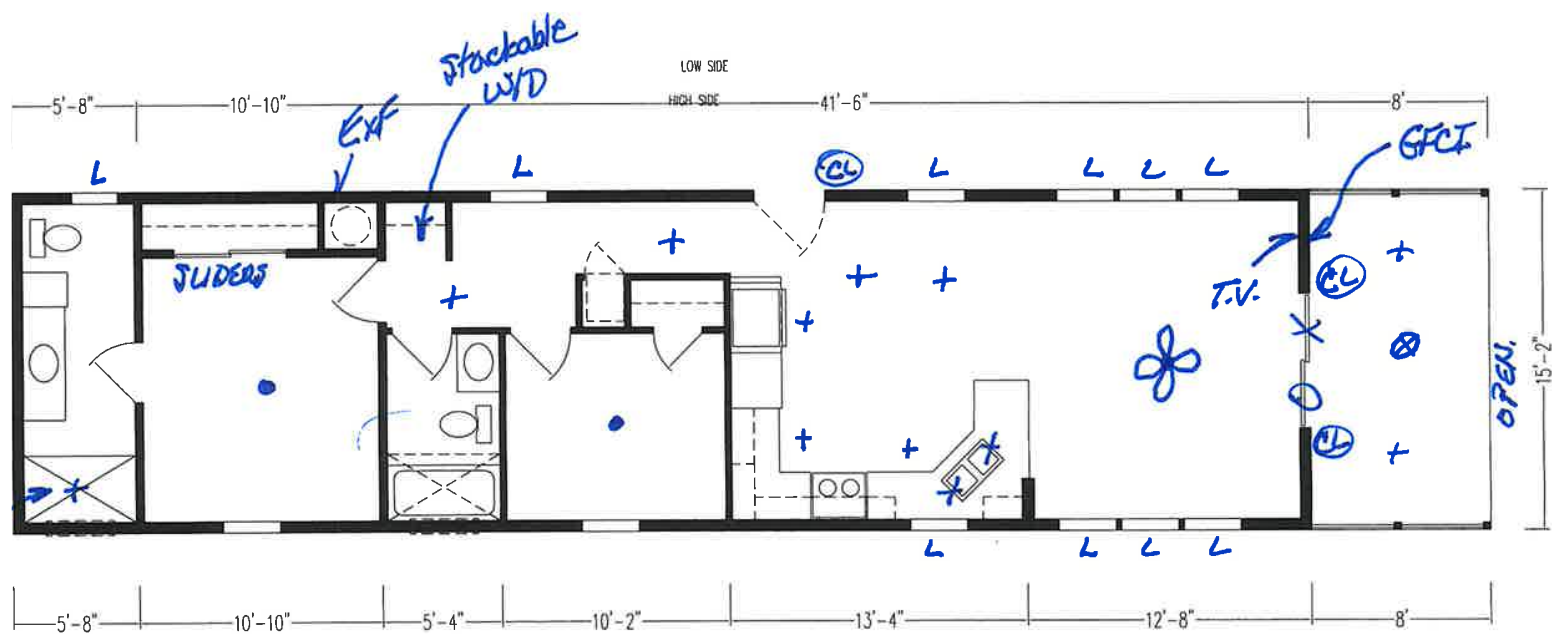 Stackable
W/D
LOW SIDE
HIGH SIDE
5'-8"
10'-10"
41'-6"
8'
EXF
GFCI
L
L
CL
L
L
L
L
SLIDERS
T.V.
CL
CL
OPEN.
15'-2"
L
L
L
L
5'-8"
10'-10"
5'-4"
10'-2"
13'-4"
12'-8"
8'